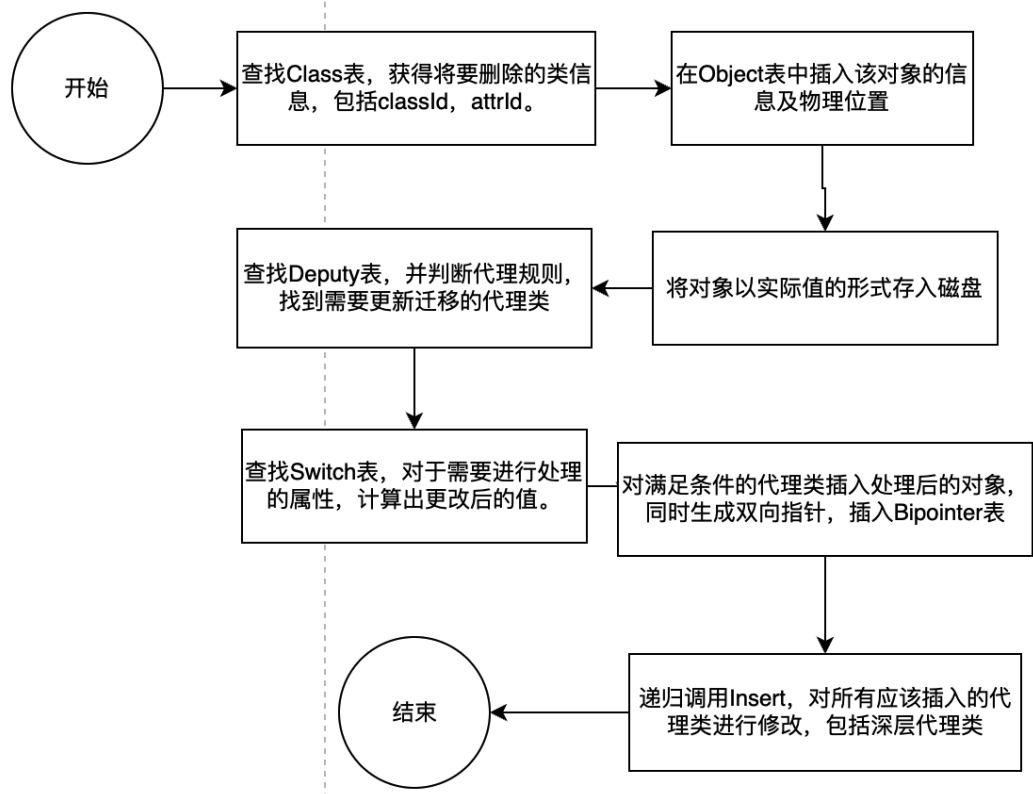 开始
查找Class表，获得将要删除的类信
息，包括classId，attrId。
在Object表中插入该对象的信
息及物理位置
将对象以实际值的形式存入磁盘
查找Deputy表，并判断代理规则，
找到需要更新迁移的代理类
查找Switch表，对于需要进行处理
的属性，计算出更改后的值。
对满足条件的代理类插入处理后的对象，
同时生成双向指针，插入Bipointer表
递归调用Insert，对所有应该插入的代
理类进行修改，包括深层代理类
结束